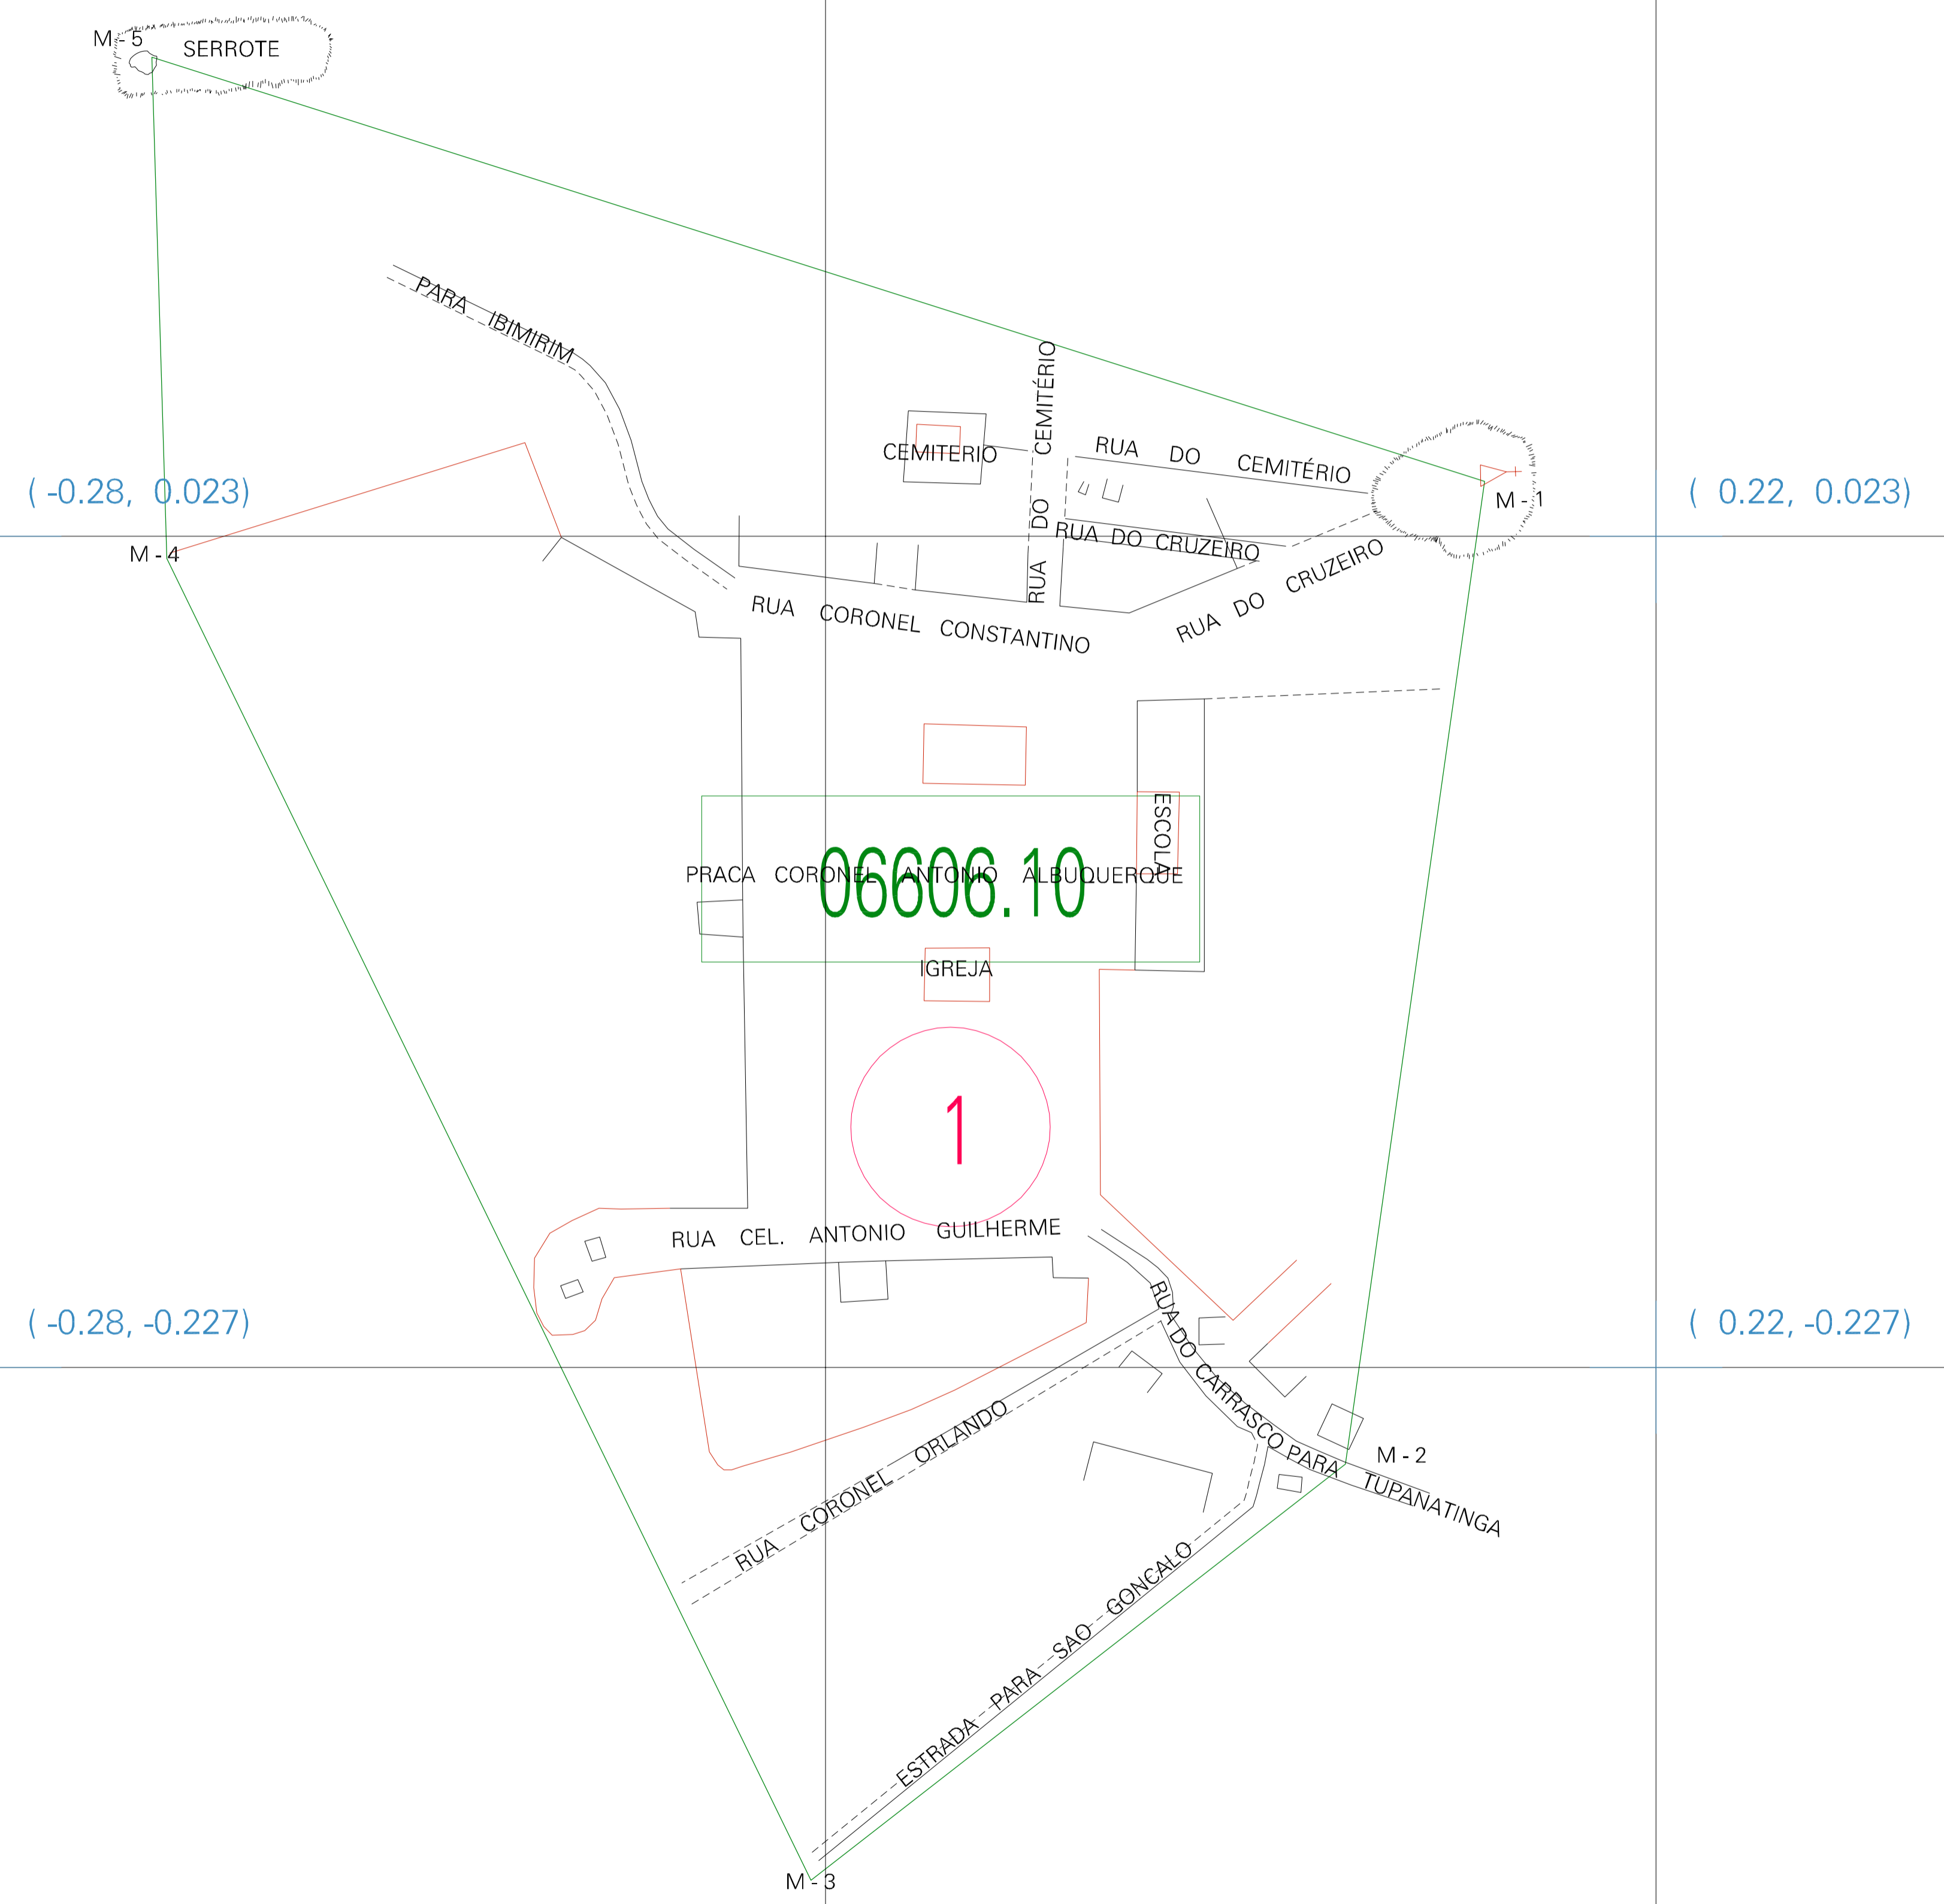 M - 5
SERROTE
PARA IBIMIRIM
RUA DO CEMITÉRIO
CEMITERIO
RUA DO CEMITÉRIO
( -0.28, 0.023)
( 0.22, 0.023)
M - 1
M - 4
RUA DO CRUZEIRO
RUA DO CRUZEIRO
RUA CORONEL CONSTANTINO
ESCOLA
06606.10
PRACA CORONEL ANTONIO ALBUQUERQUE
IGREJA
1
RUA CEL. ANTONIO GUILHERME
( -0.28, -0.227)
( 0.22, -0.227)
RUA DO CARRASCO
PARA TUPANATINGA
M - 2
RUA CORONEL ORLANDO
ESTRADA PARA SAO GONCALO
M - 3